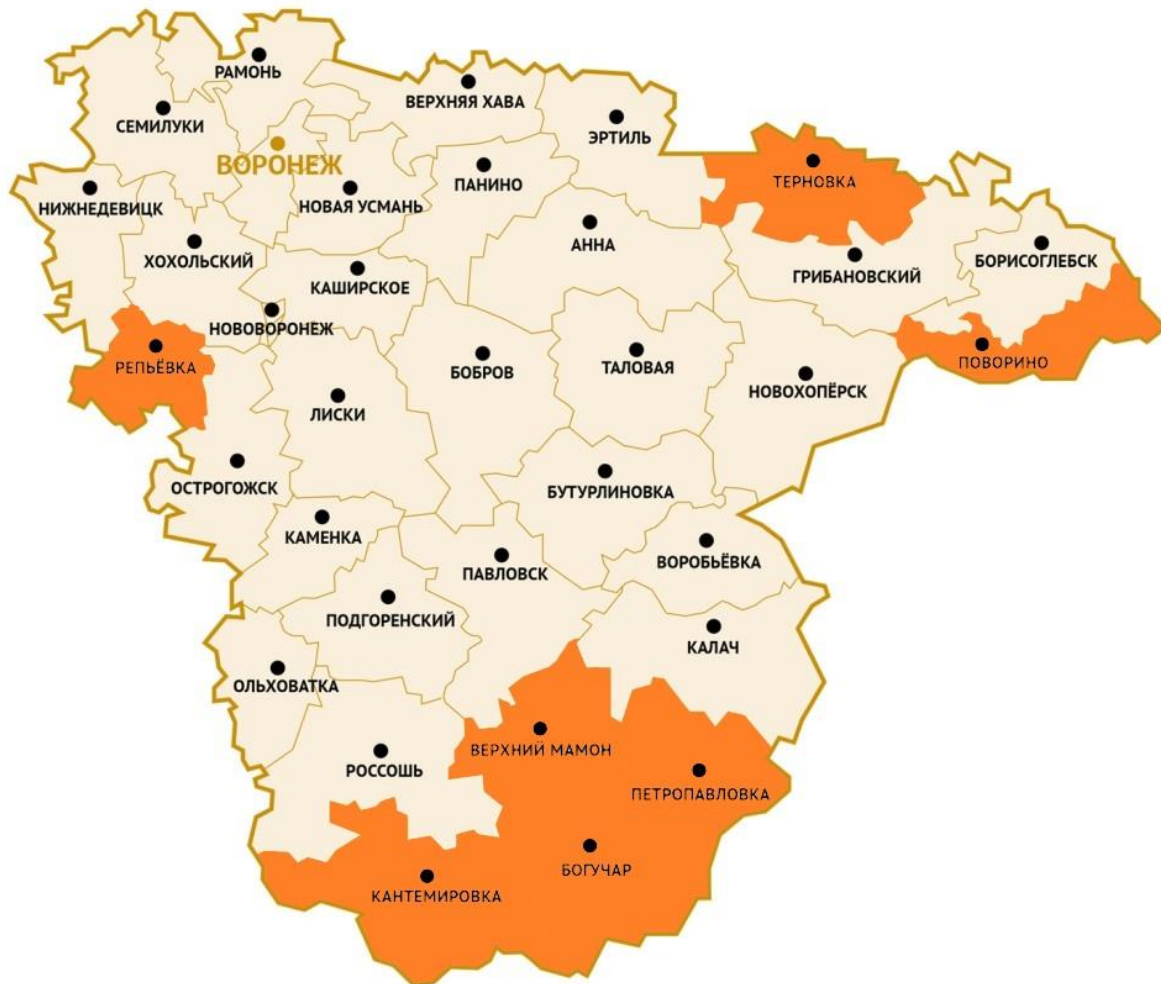 РАМОНЬ
ВЕРХНЯЯ ХАВА
СЕМИЛУКИ
ЭРТИЛЬ
ВОРОНЕЖ
ПАНИНО
ТЕРНОВКА
НИЖНЕДЕВИЦК
НОВАЯ УСМАНЬ
АННА
ХОХОЛЬСКИЙ
БОРИСОГЛЕБСК
КАШИРСКОЕ
ГРИБАНОВСКИЙ
НОВОВОРОНЕЖ
РЕПЬЁВКА
ПОВОРИНО
БОБРОВ
ТАЛОВАЯ
НОВОХОПЁРСК
ЛИСКИ
ОСТРОГОЖСК
БУТУРЛИНОВКА
КАМЕНКА
ВОРОБЬЁВКА
ПАВЛОВСК
ПОДГОРЕНСКИЙ
КАЛАЧ
ОЛЬХОВАТКА
ВЕРХНИЙ МАМОН
РОССОШЬ
ПЕТРОПАВЛОВКА
БОГУЧАР
КАНТЕМИРОВКА